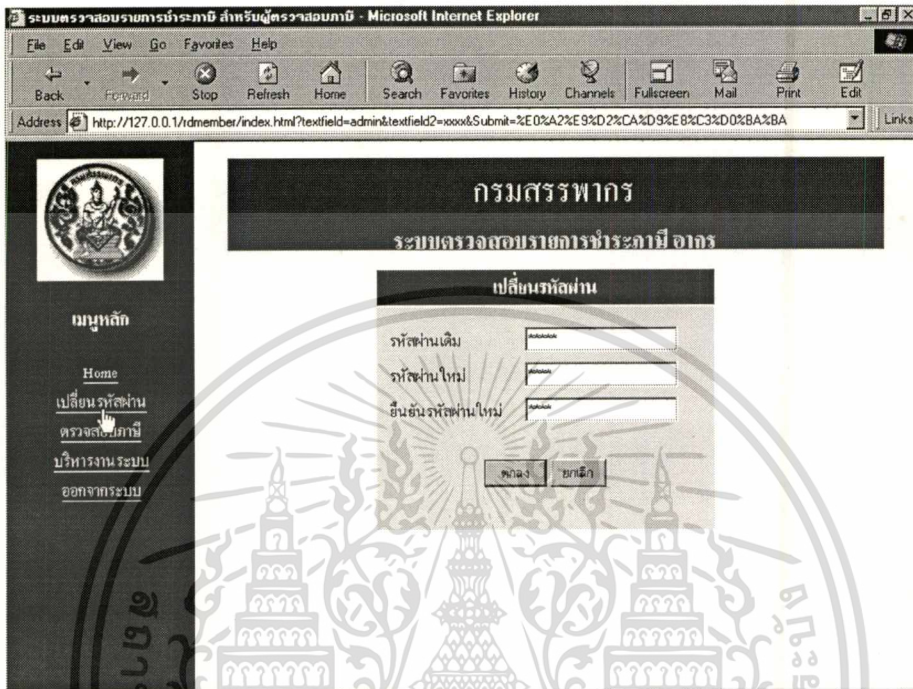 ระบบตรวจสอบรายการชำระภาษี สำหรับผู้ตรวจสอบภาษี - Microsoft Internet Explorer
File Edit View Go Favorites Help
Back Forward Stop Refresh Home Search Favorites History Channels Fullscreen Mail Print Edit
Address http://127.0.0.1/rdmember/index.html?textfield=admin&textfield2=xxxx&Submit=%E0%A2%E9%D2%CA%D9%E8%C3%D0%BA%BA Links
กรมสรรพากร
ระบบตรวจสอบรายการชำระภาษี อากร
เปลี่ยนรหัสผ่าน
รหัสผ่านเดิม
รหัสผ่านใหม่
ยืนยันรหัสผ่านใหม่
ตกลง ยกเลิก
เมนูหลัก
Home
เปลี่ยนรหัสผ่าน
ตรวจสอบภาษี
บริหารงานระบบ
ออกจากระบบ